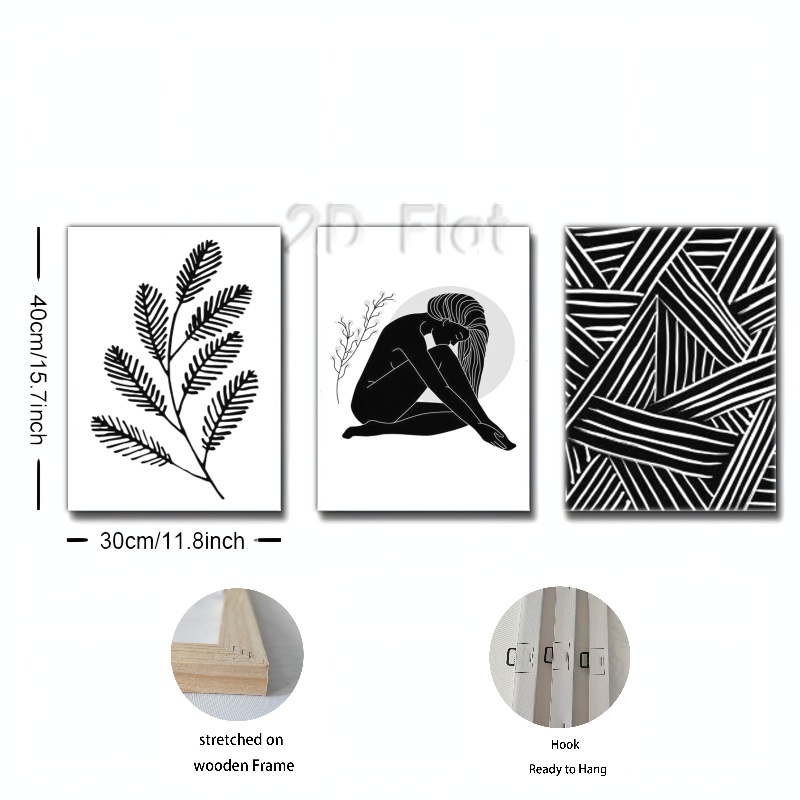 2D Flat
40cm/15.7inch
30cm/11.8inch
stretched on
wooden Frame
Hook
Ready to Hang